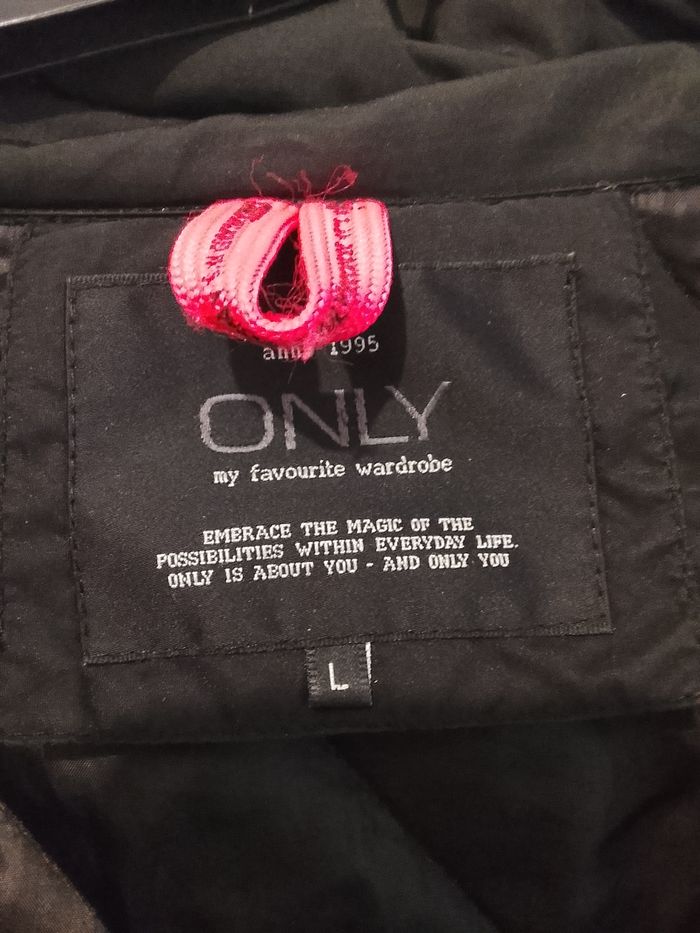 1995
ONLY
my favourite wardrobe
EMBRACE THE MAGIC OF THE
POSSIBILITIES WITHIN EVERYDAY LIFE.
ONLY IS ABOUT YOU - AND ONLY YOU
L